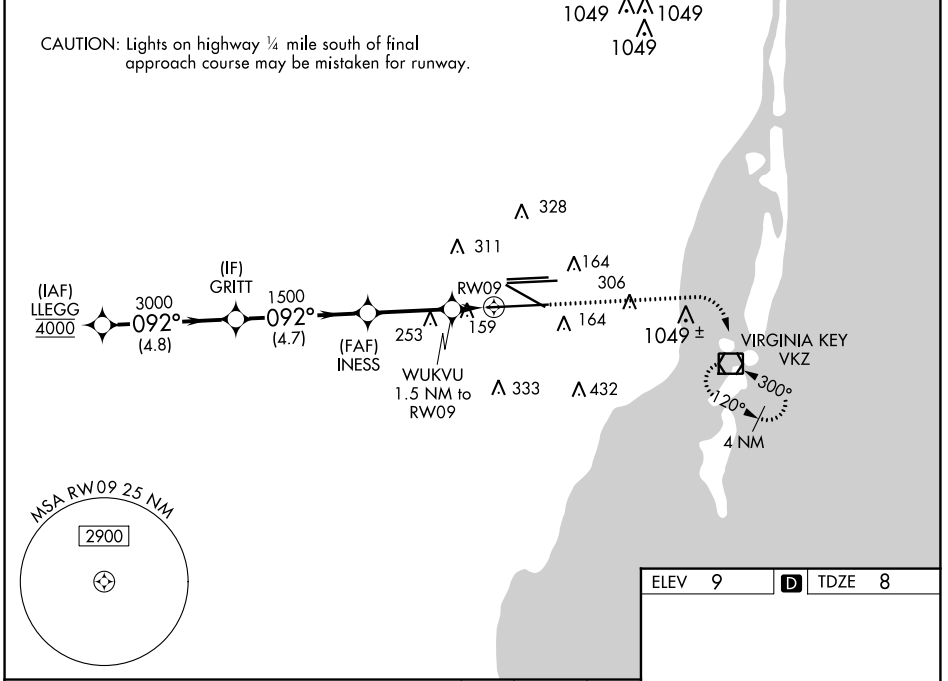 1049 1049
1049
CAUTION: Lights on highway ¼ mile south of final
approach course may be mistaken for runway.
328
311
164
(IAF)
LLEGG
4000
3000
092°
(4.8)
(IF)
GRITT
1500
092°
(4.7)
(FAF)
INESS
253
WUKVU
1.5 NM to
RW09
RW09
159
306
164
1049 ±
333
432
VIRGINIA KEY
VKZ
300°
120°
4 NM
MSA RW09 25 NM
2900
ELEV 9 D TDZE 8